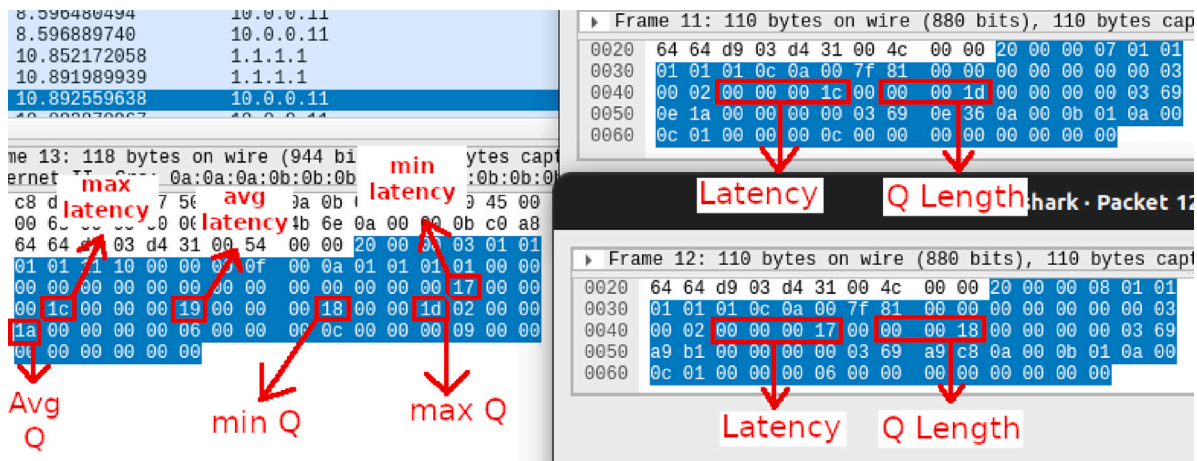 8.596480494 10.0.0.11
8.596889740 10.0.0.11
10.852172058 1.1.1.1
10.891989939 1.1.1.1
10.892559638 10.0.0.11
me 13: 118 bytes on wire (944 bi ytes capt
max latency
avg latency
min latency
c8 d
45 00
00 6
4b 6e 0a 00 0b c0 a8
64 64 03 d4 31 00 54 00 00 20 00 03 01 01
01 01 10 00 00 0f 00 0a 01 01 01 01 00 00
00 00 00 00 00 00 00 00 00 00 00 00 17 00
00 1c 00 00 00 19 00 00 00 18 00 00 1d 02 00 00
1a 00 00 00 00 06 00 00 0c 00 00 00 09 00 00
00 00 00 00 00 00
Avg Q
min Q
max Q
Frame 11: 110 bytes on wire (880 bits), 110 bytes capt
0020 64 64 d9 03 d4 31 00 4c 00 00 20 00 00 07 01 01
0030 01 01 01 0c 0a 00 7f 81 00 00 00 00 00 00 00 03
0040 00 02 00 00 00 1c 00 00 00 1d 00 00 00 00 03 69
0050 0e 1a 00 00 00 00 03 69 0e 36 0a 00 0b 01 0a 00
0060 0c 01 00 00 00 0c 00 00 00 00 00 00 00 00
Latency
Q Length
hark · Packet 12
Frame 12: 110 bytes on wire (880 bits), 110 bytes capt
0020 64 64 d9 03 d4 31 00 4c 00 00 20 00 00 08 01 01
0030 01 01 01 0c 0a 00 7f 81 00 00 00 00 00 00 00 03
0040 00 02 00 00 00 17 00 00 00 18 00 00 00 00 03 69
0050 a9 b1 00 00 00 00 03 69 a9 c8 0a 00 0b 01 0a 00
0060 0c 01 00 00 00 06 00 00 00 00 00 00 00 00
Latency
Q Length